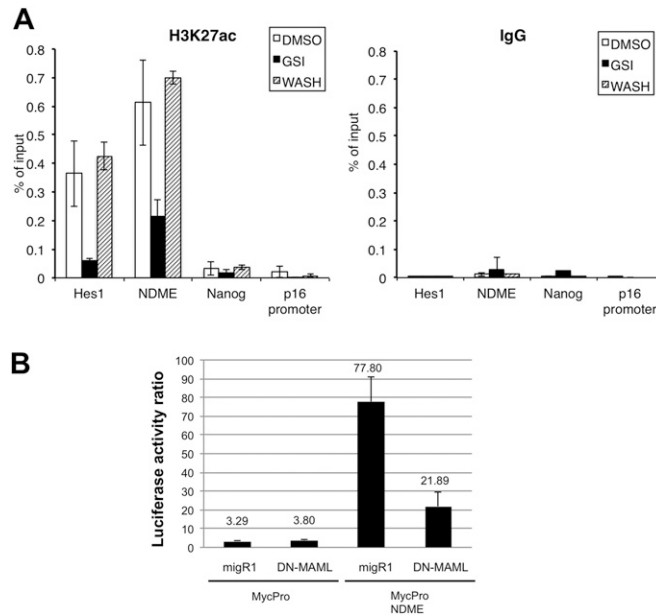 A
H3K27ac
DMSO
GSI
WASH
% of input
0.8
0.7
0.6
0.5
0.4
0.3
0.2
0.1
0
Hes1 NDME Nanog p16 promoter
IgG
DMSO
GSI
WASH
% of input
0.8
0.7
0.6
0.5
0.4
0.3
0.2
0.1
0
Hes1 NDME Nanog p16 promoter
B
Luciferase activity ratio
100
90
80
70
60
50
40
30
20
10
0
3.29 3.80 77.80 21.89
migR1 DN-MAML migR1 DN-MAML
MycPro MycPro
NDME